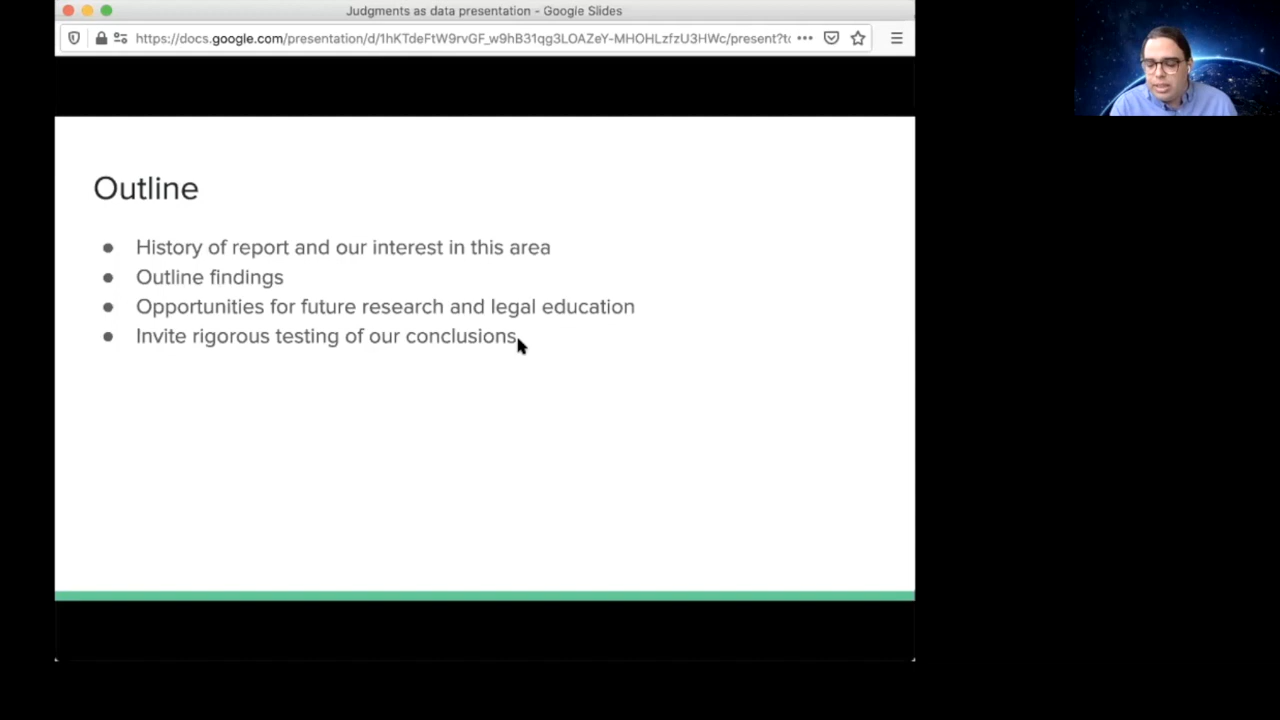 Judgments as data presentation - Google Slides
https://docs.google.com/presentation/d/1hKTdeFtW9rvGF_w9hB31qg3LOAZeY-MHOHLzfzU3HWc/present?tc
Outline
● History of report and our interest in this area
● Outline findings
● Opportunities for future research and legal education
● Invite rigorous testing of our conclusions